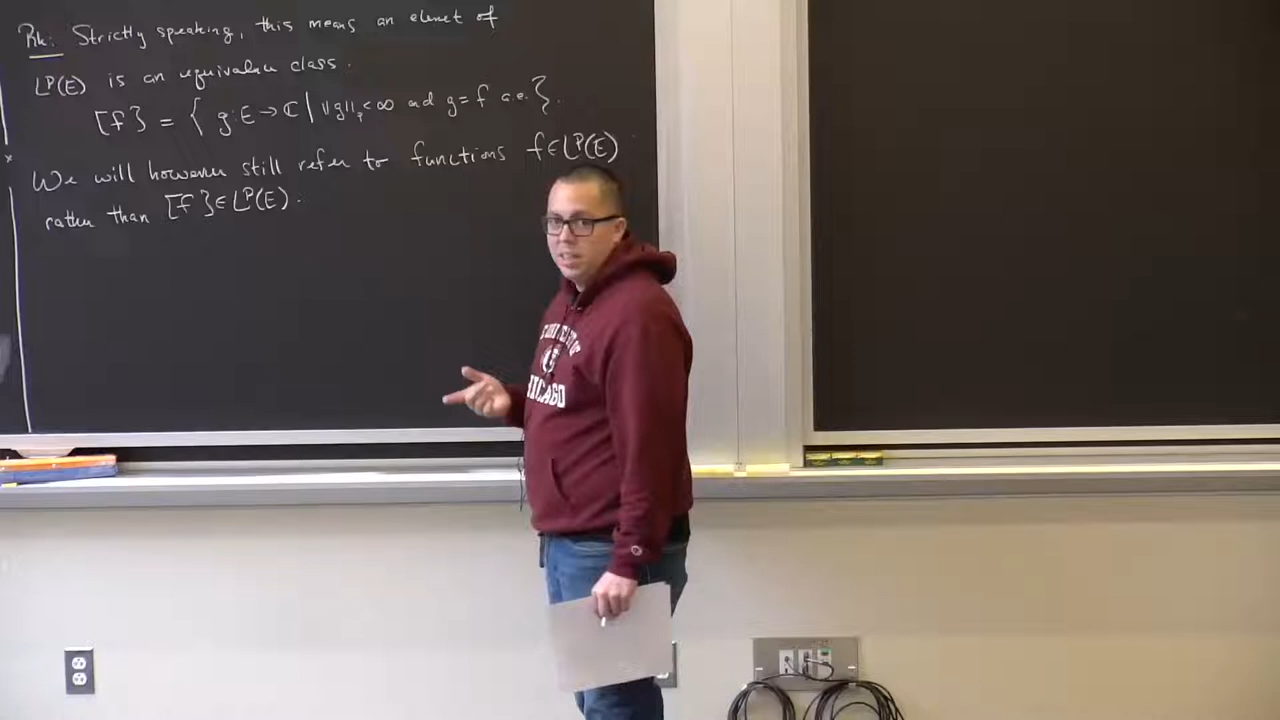 Rk: Strictly speaking, this means an element of
L^p(E) is an equivalence class.
[f] = { g: E → ℂ | ||g||_p < ∞ and g = f a.e. }.
We will however still refer to functions f ∈ L^p(E)
rather than [f] ∈ L^p(E).
CHICAGO